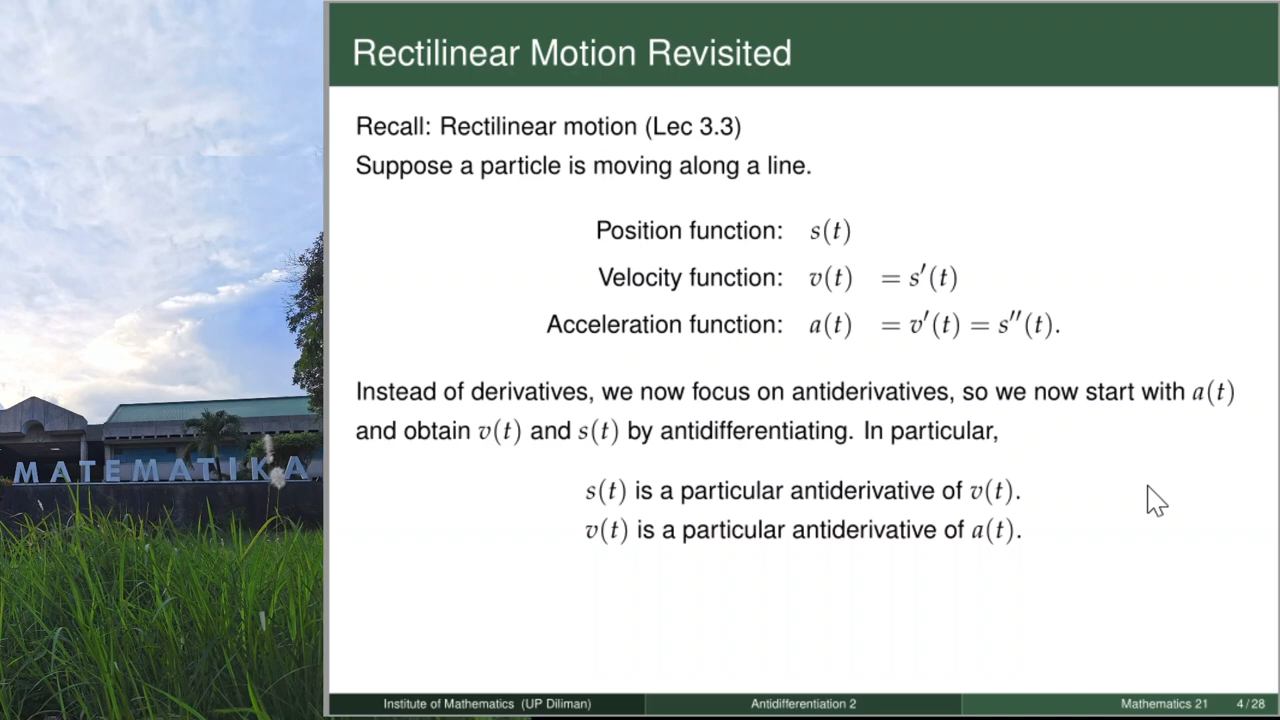 Rectilinear Motion Revisited
Recall: Rectilinear motion (Lec 3.3)
Suppose a particle is moving along a line.
Position function: s(t)
Velocity function: v(t) = s′(t)
Acceleration function: a(t) = v′(t) = s″(t).
Instead of derivatives, we now focus on antiderivatives, so we now start with a(t)
and obtain v(t) and s(t) by antidifferentiating. In particular,
MATEMATIKA
s(t) is a particular antiderivative of v(t).
v(t) is a particular antiderivative of a(t).
Institute of Mathematics (UP Diliman) Antidifferentiation 2 Mathematics 21 4 / 28